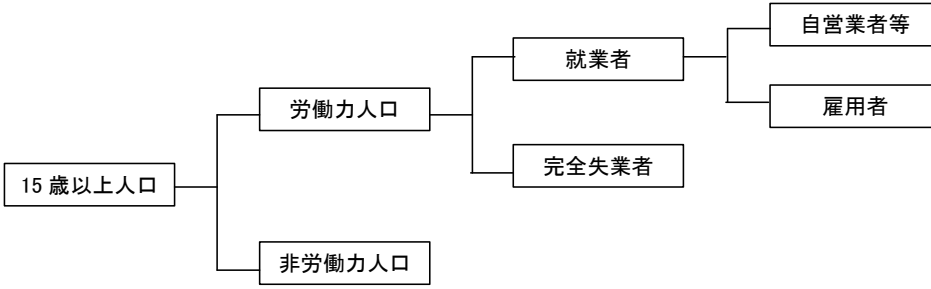 自営業者等
就業者
労働力人口
雇用者
完全失業者
15歳以上人口
非労働力人口